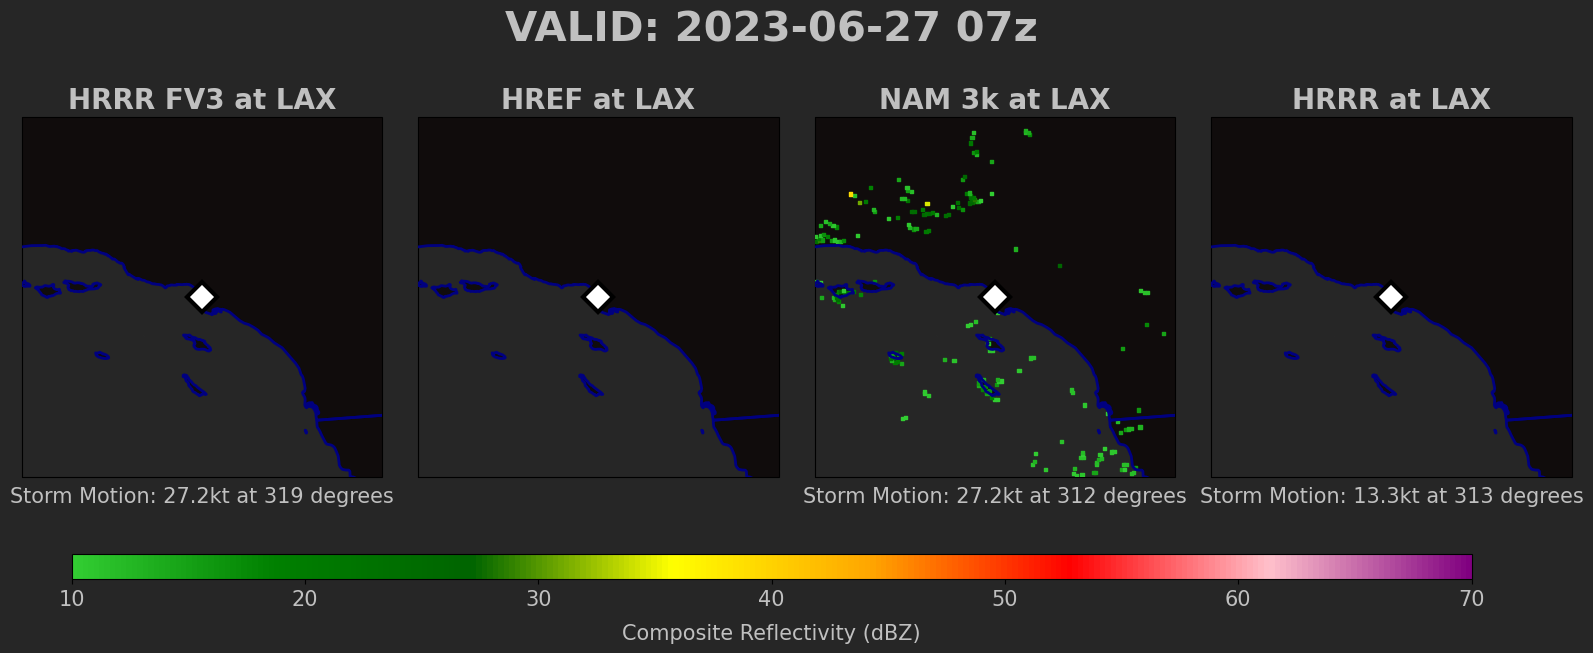 VALID: 2023-06-27 07z
HRRR FV3 at LAX
HREF at LAX
NAM 3k at LAX
HRRR at LAX
Storm Motion: 27.2kt at 319 degrees
Storm Motion: 27.2kt at 312 degrees
Storm Motion: 13.3kt at 313 degrees
10 20 30 40 50 60 70
Composite Reflectivity (dBZ)